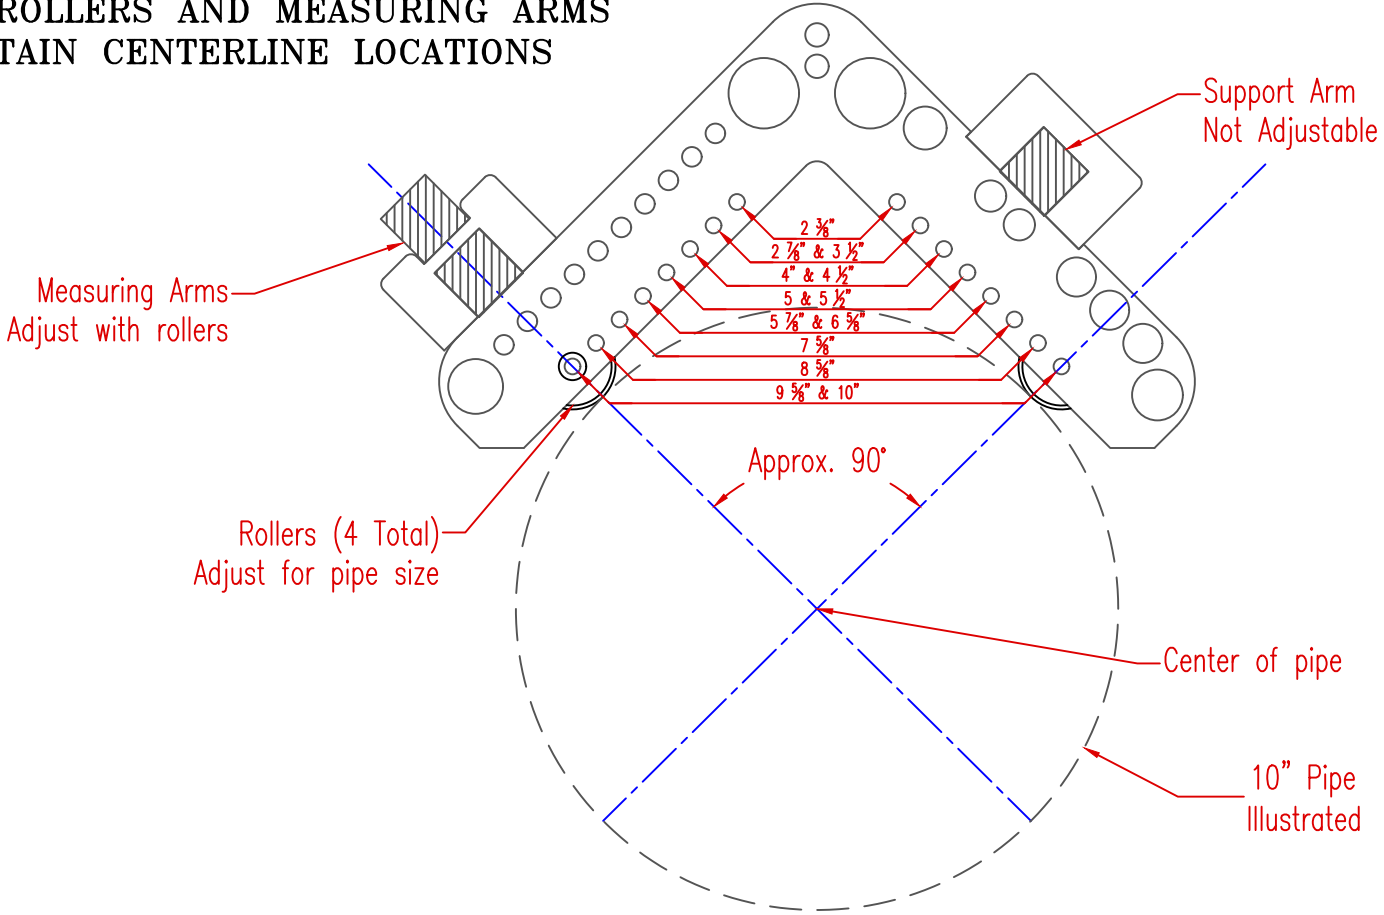 ROLLERS AND MEASURING ARMS
TAIN CENTERLINE LOCATIONS
Support Arm
Not Adjustable
2 ⅜"
2 ⅞" & 3 ½"
4" & 4 ½"
5 & 5 ½"
5 ⅞" & 6 ⅝"
7 ⅝"
8 ⅝"
9 ⅝" & 10"
Measuring Arms
Adjust with rollers
Approx. 90°
Rollers (4 Total)
Adjust for pipe size
Center of pipe
10" Pipe
Illustrated